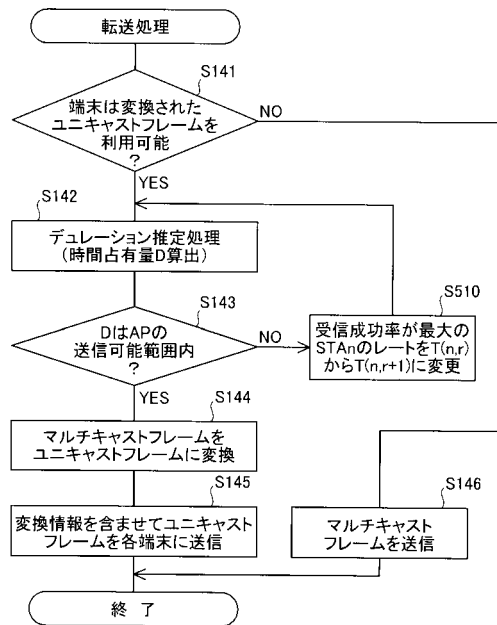 転送処理
S141
端末は変換された
ユニキャストフレームを
利用可能
?
NO
YES
S142
デュレーション推定処理
(時間占有量D算出)
S143
DはAPの
送信可能範囲内
?
NO
YES
S510
受信成功率が最大の
STAnのレートをT(n,r)
からT(n,r+1)に変更
S144
マルチキャストフレームを
ユニキャストフレームに変換
S145
変換情報を含ませてユニキャスト
フレームを各端末に送信
S146
マルチキャスト
フレームを送信
終 了